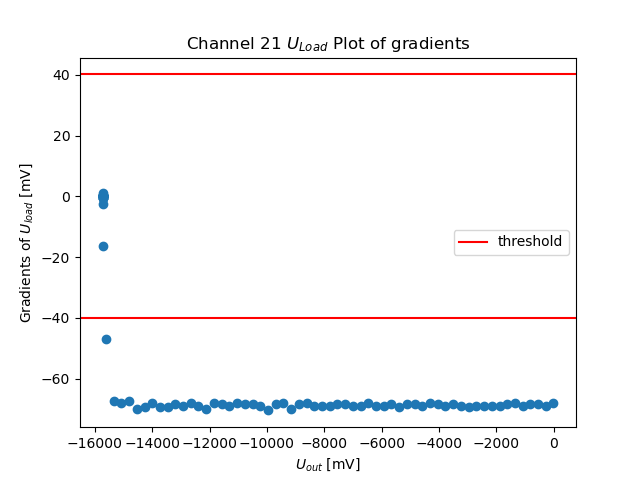 Channel 21 U_Load Plot of gradients
40
20
0
−20
−40
−60
Gradients of U_load [mV]
threshold
−16000 −14000 −12000 −10000 −8000 −6000 −4000 −2000 0
U_out [mV]